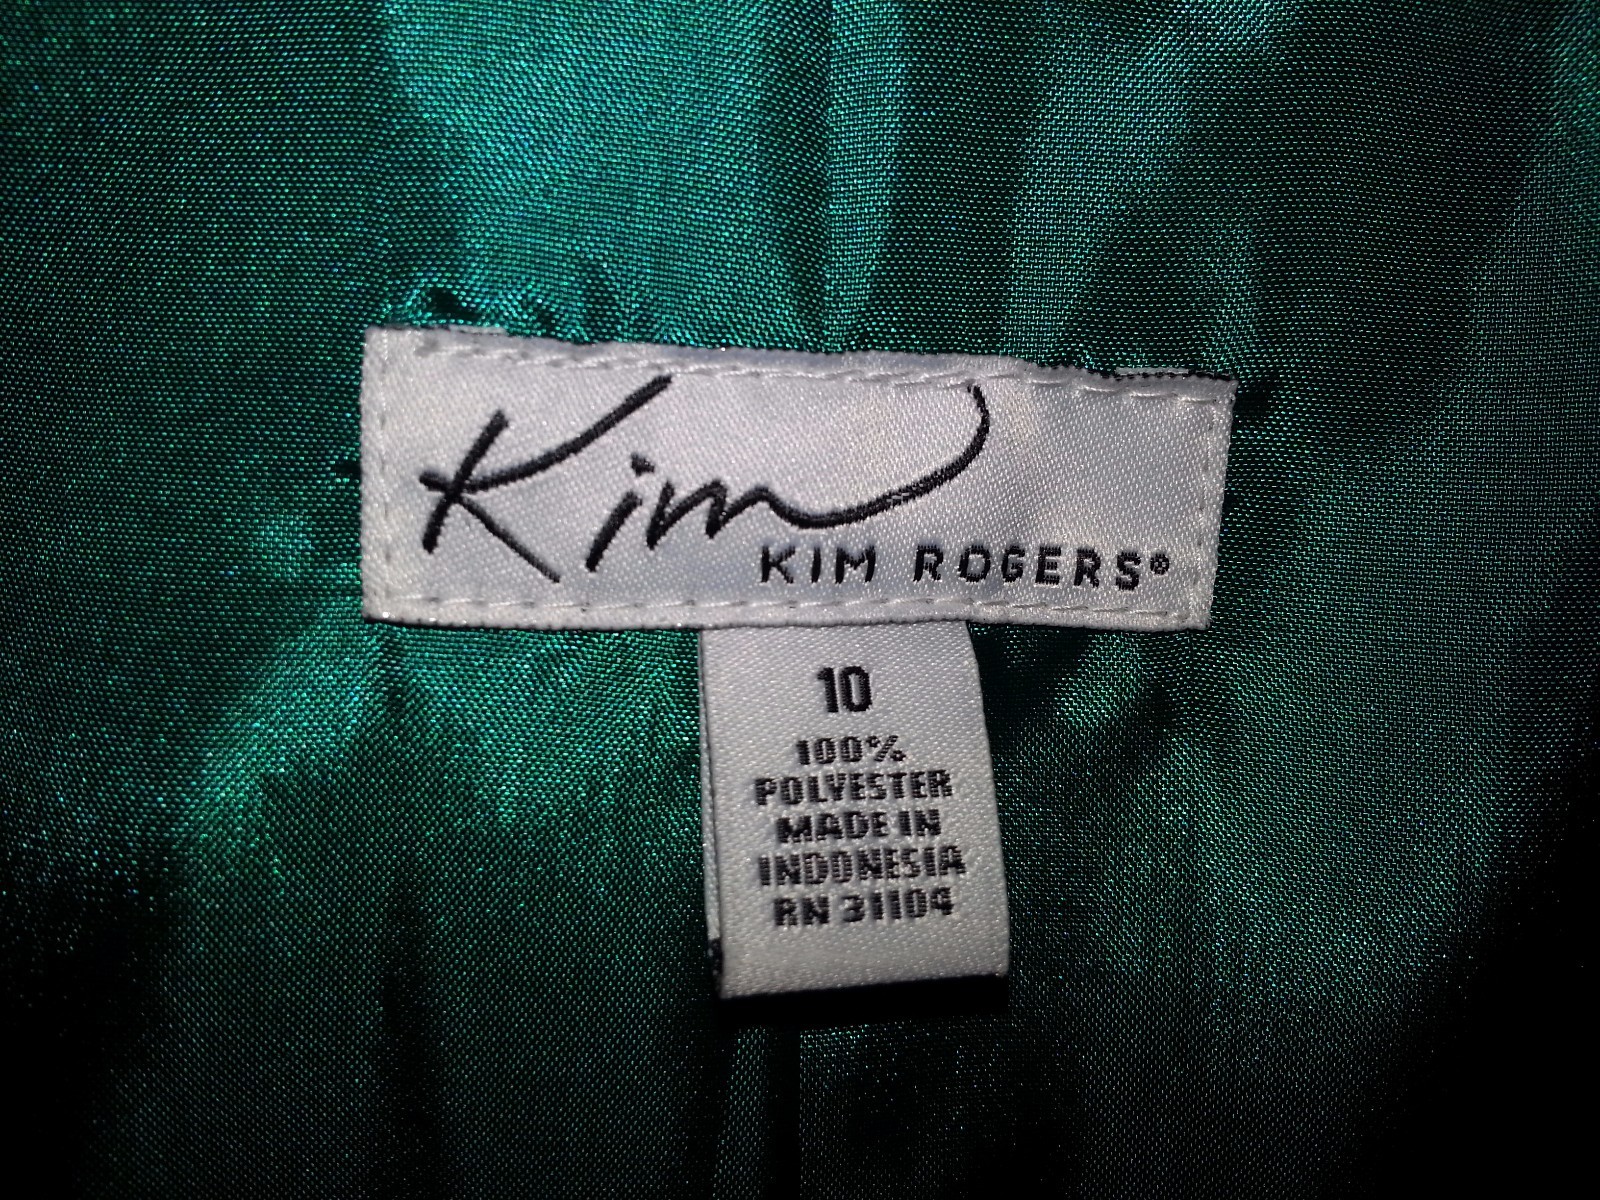 Kim
KIM ROGERS®
10
100%
POLYESTER
MADE IN
INDONESIA
RN 31104